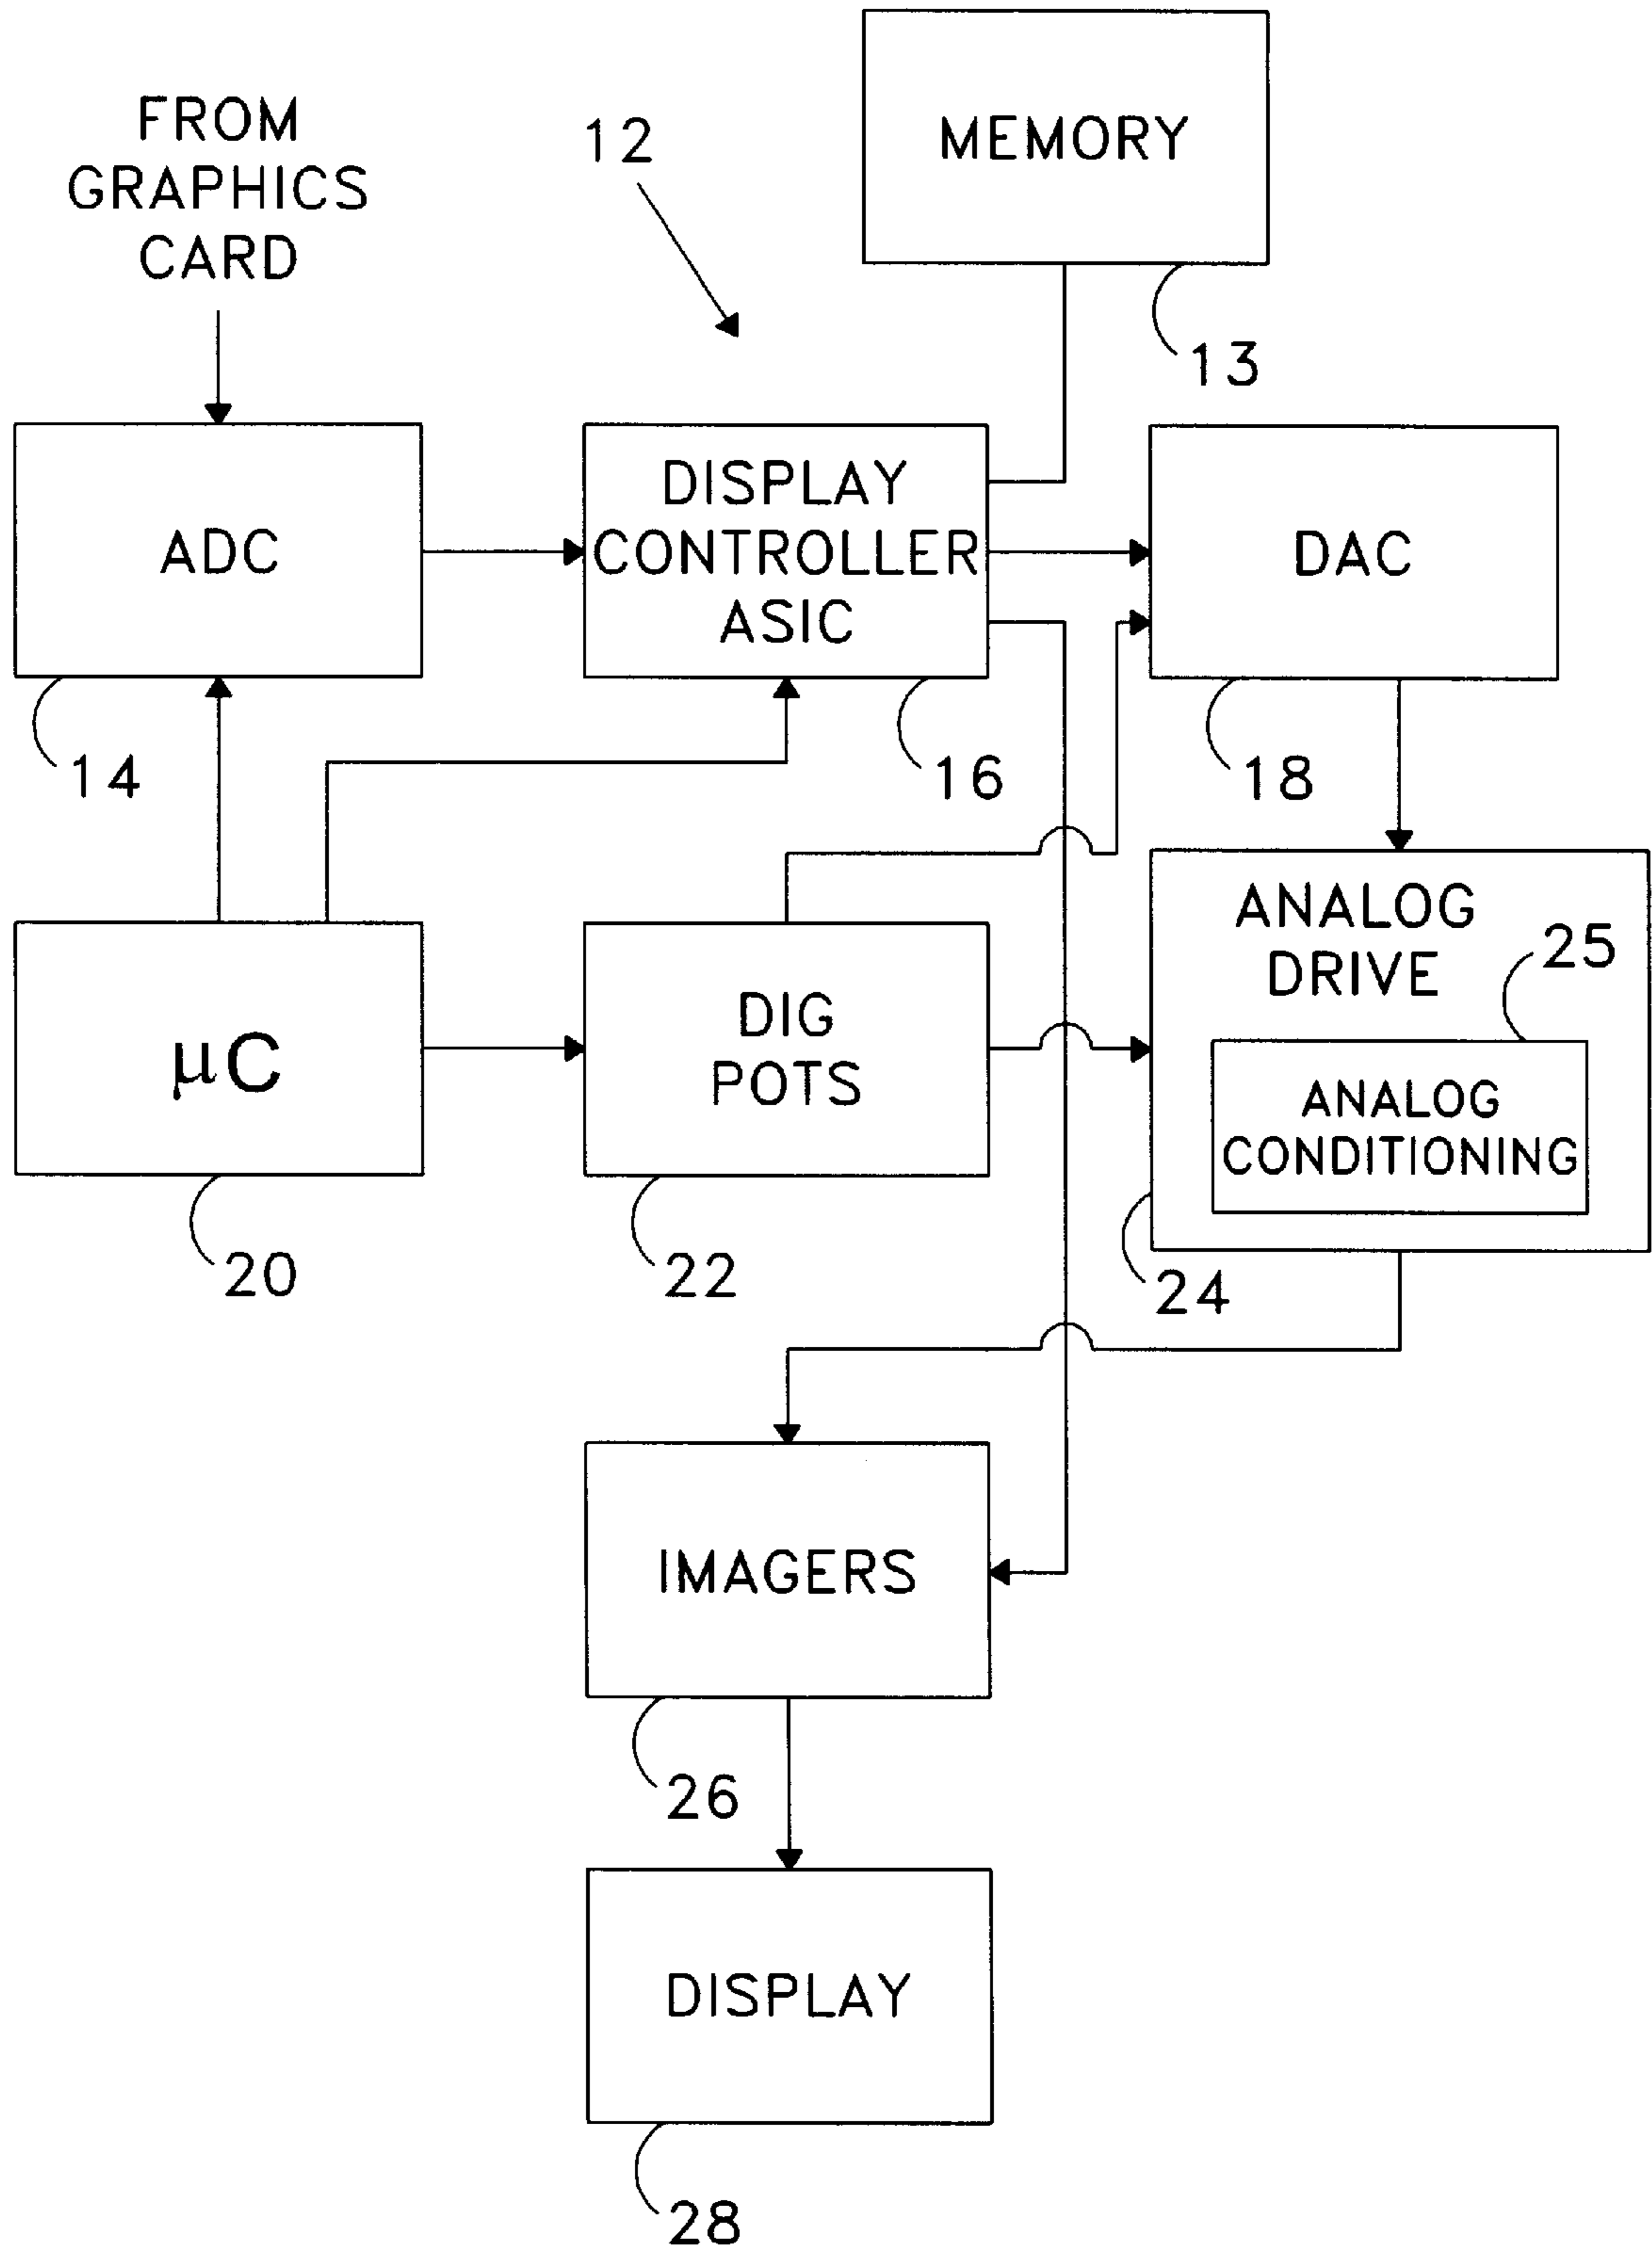 FROM
GRAPHICS
CARD
12
MEMORY
13
ADC
14
DISPLAY
CONTROLLER
ASIC
16
DAC
18
μC
20
DIG
POTS
22
ANALOG
DRIVE
25
ANALOG
CONDITIONING
24
IMAGERS
26
DISPLAY
28